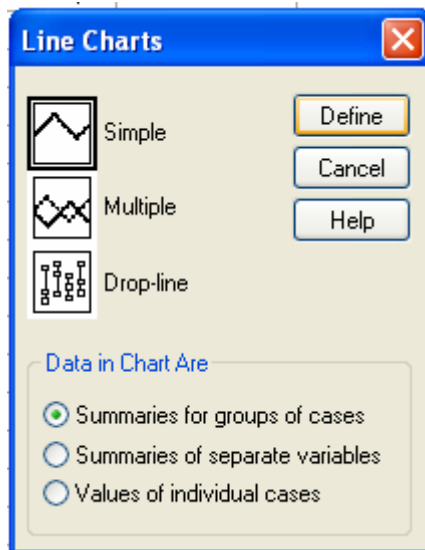 Line Charts
Simple
Multiple
Drop-line
Define
Cancel
Help
Data in Chart Are
Summaries for groups of cases
Summaries of separate variables
Values of individual cases